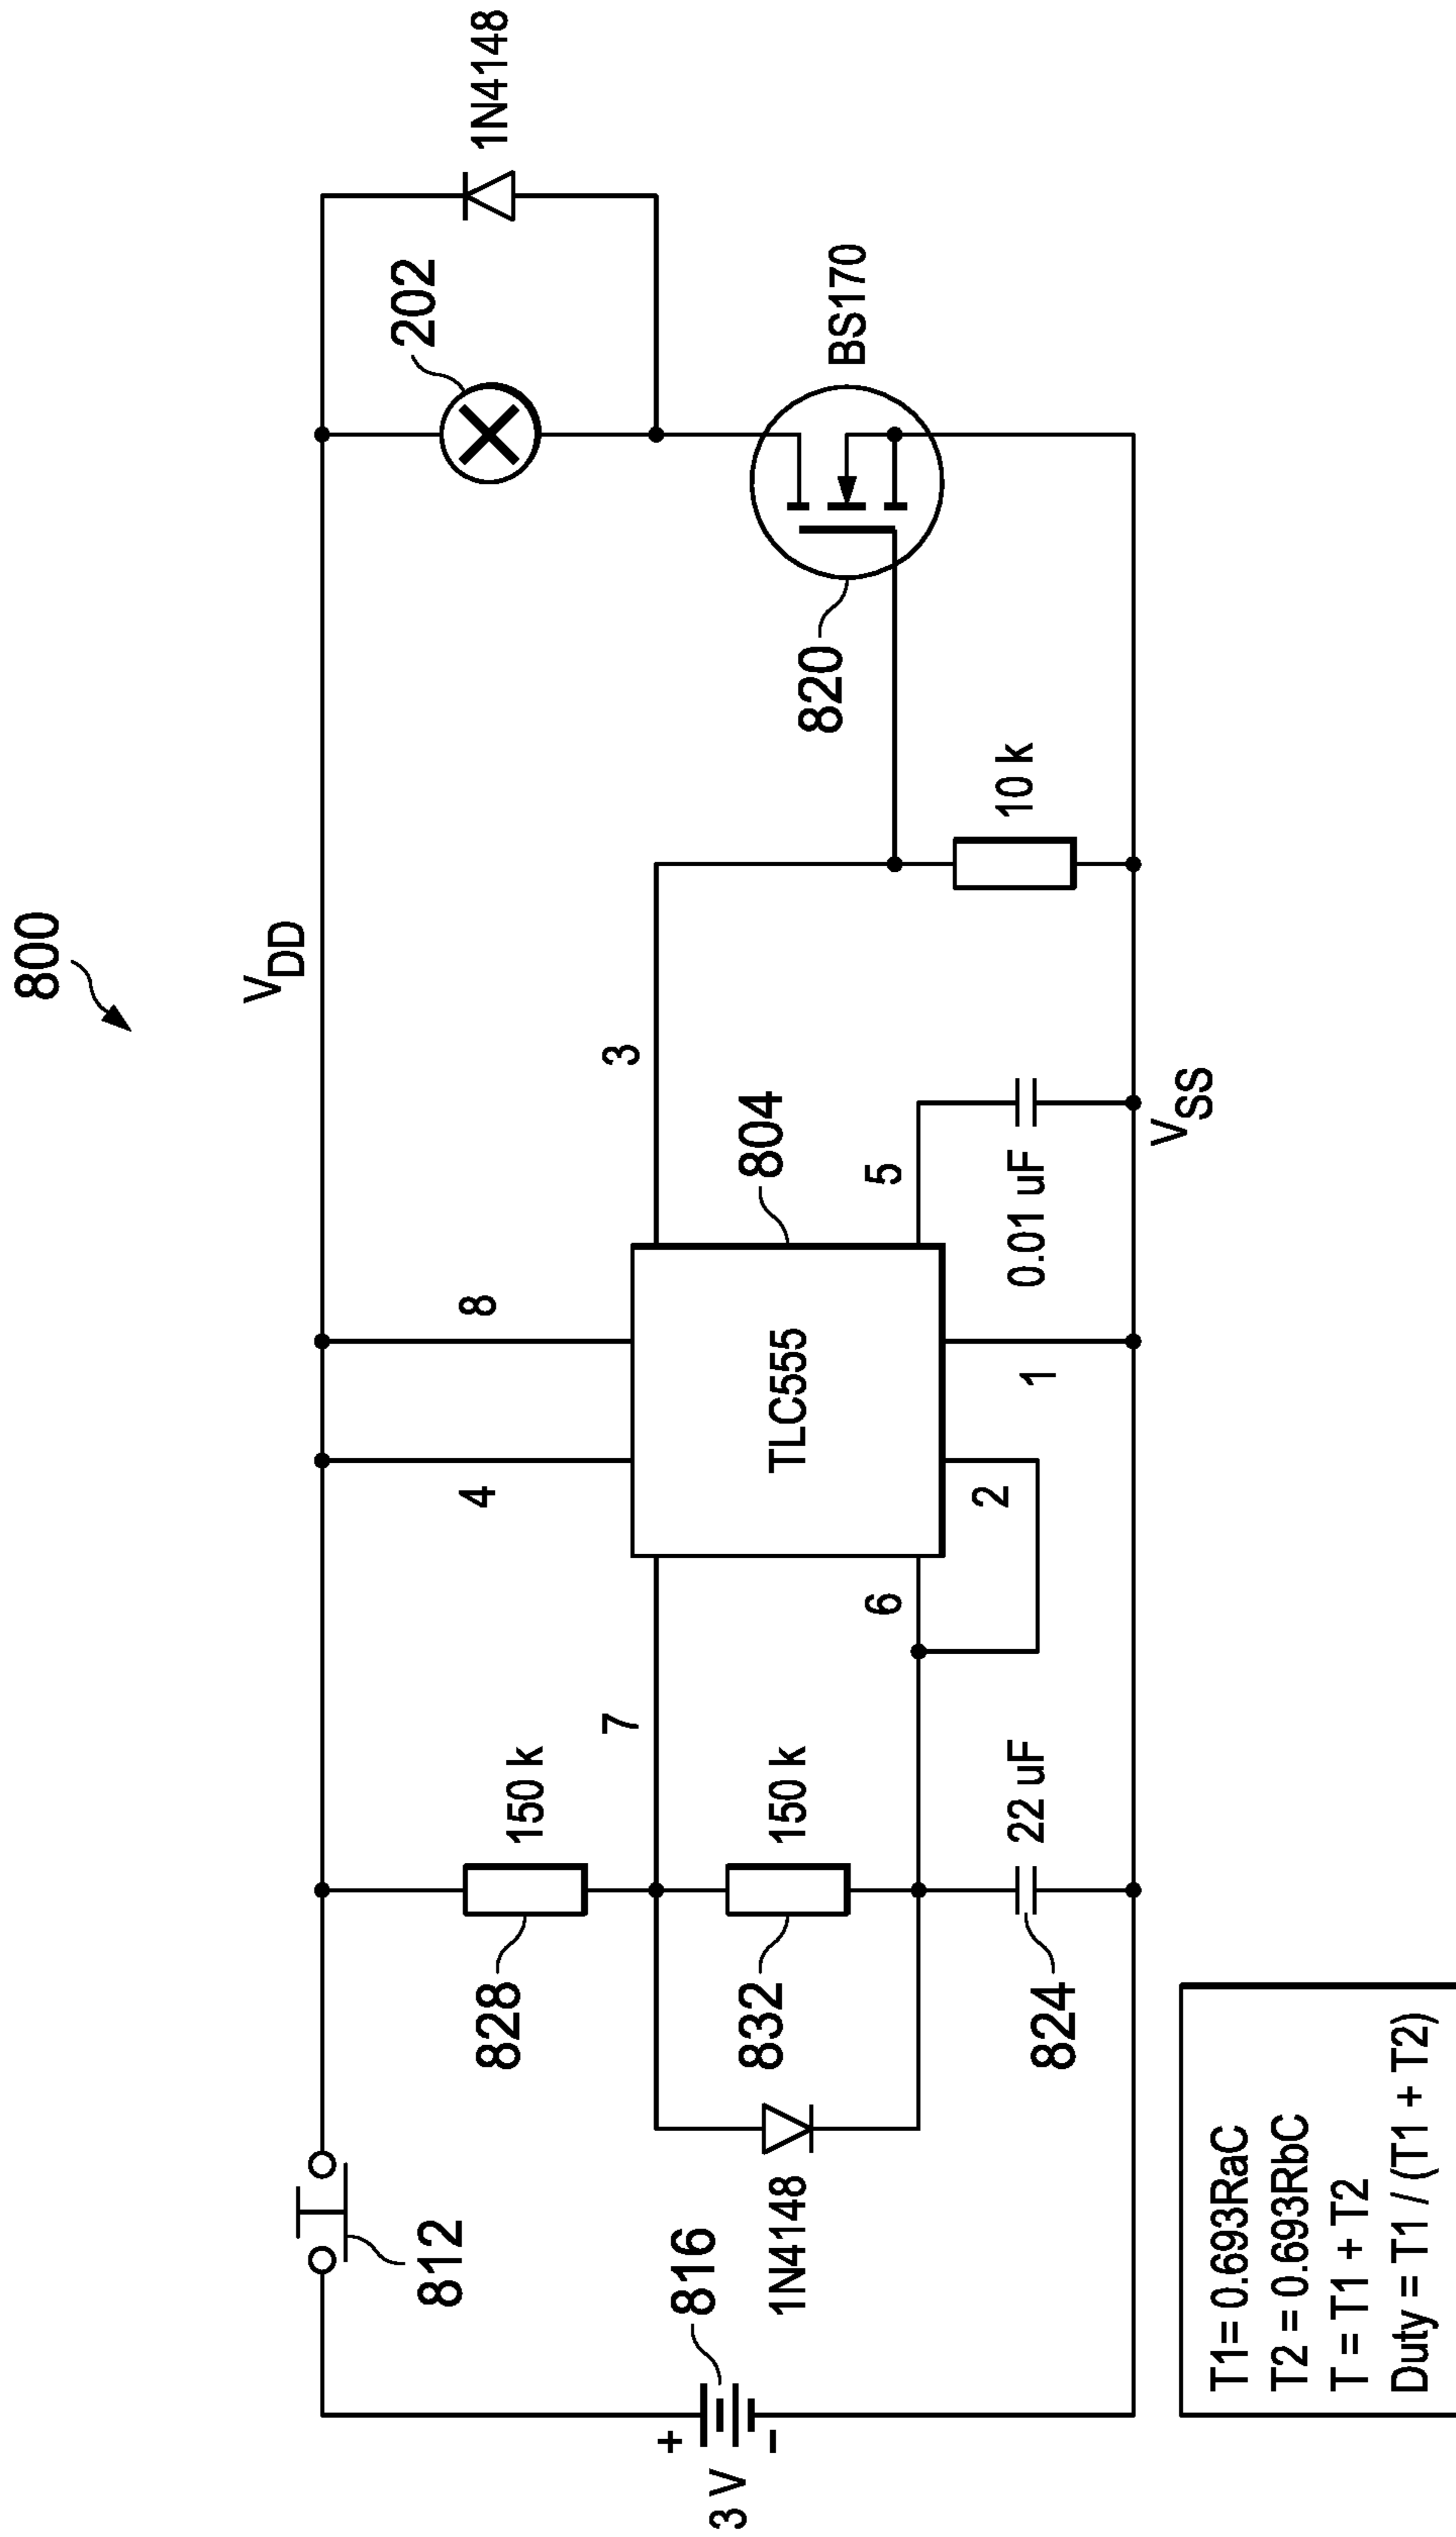 800
V_DD
812
816
+
3 V
-
828
150 k
832
150 k
1N4148
824
22 uF
7
6
2
4
8
TLC555
804
1
3
5
0.01 uF
V_SS
10 k
820
BS170
202
1N4148
T1= 0.693RaC
T2 = 0.693RbC
T = T1 + T2
Duty = T1 / (T1 + T2)